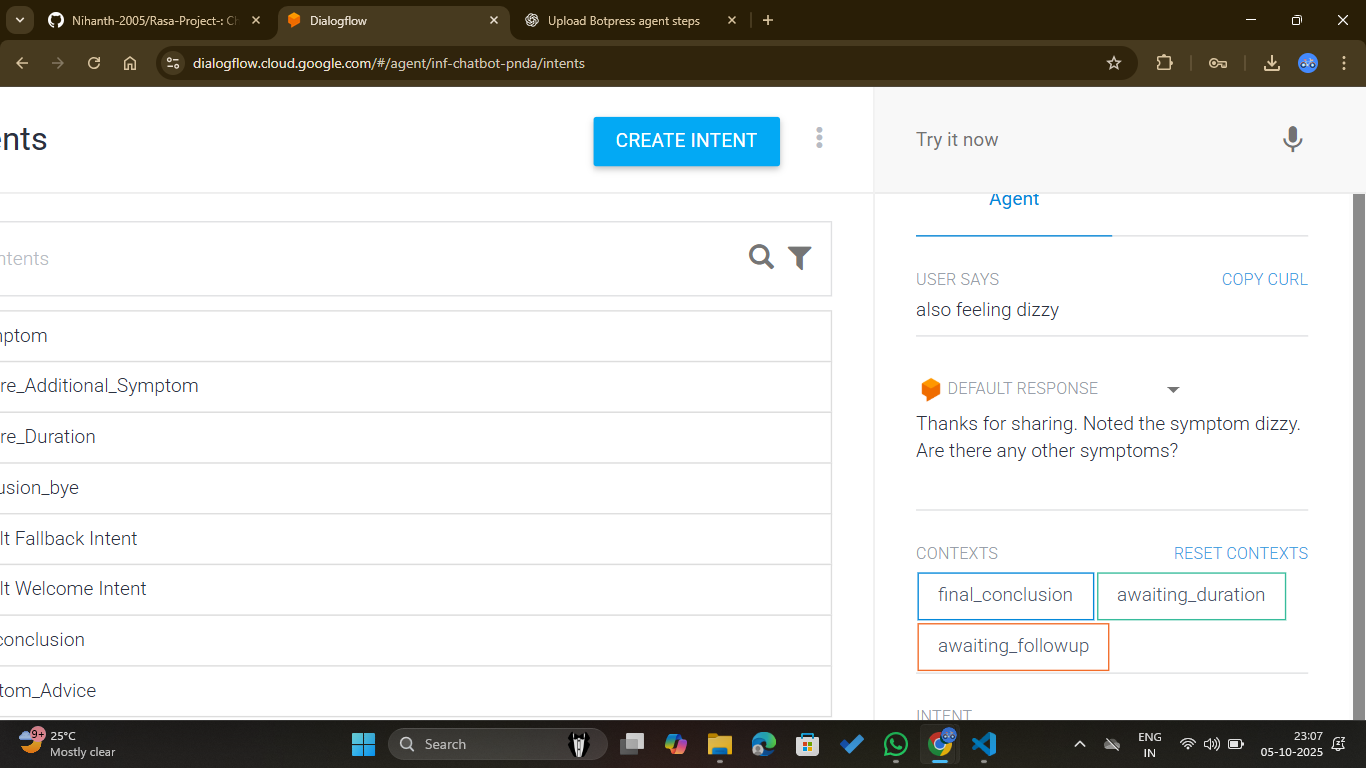 Nihanth-2005/Rasa-Project-: Ch
Dialogflow
Upload Botpress agent steps
dialogflow.cloud.google.com/#/agent/inf-chatbot-pnda/intents
ents
CREATE INTENT
Try it now
Agent
ntents
USER SAYS
COPY CURL
also feeling dizzy
nptom
re_Additional_Symptom
re_Duration
usion_bye
lt Fallback Intent
lt Welcome Intent
conclusion
tom_Advice
DEFAULT RESPONSE
Thanks for sharing. Noted the symptom dizzy.
Are there any other symptoms?
CONTEXTS
RESET CONTEXTS
final_conclusion
awaiting_duration
awaiting_followup
INTENT
9+
25°C
Mostly clear
Search
ENG
IN
23:07
05-10-2025